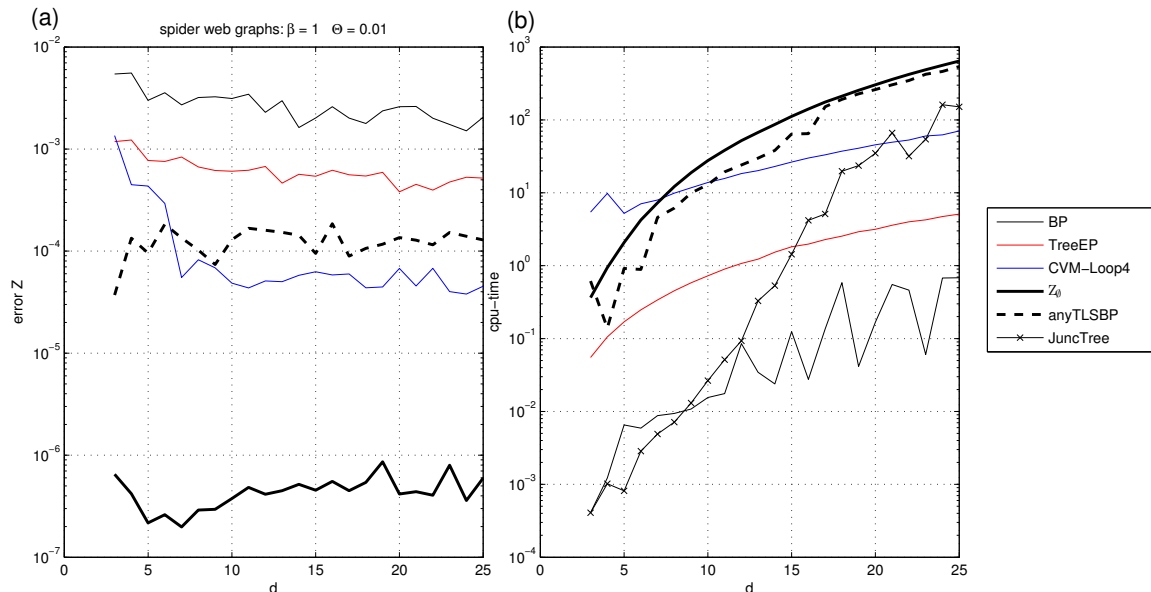 (a)
spider web graphs: β = 1 Θ = 0.01
10^−2
10^−3
10^−4
10^−5
10^−6
10^−7
error Z
0 5 10 15 20 25
d
(b)
10^3
10^2
10^1
10^0
10^−1
10^−2
10^−3
10^−4
cpu−time
0 5 10 15 20 25
d
BP
TreeEP
CVM−Loop4
Z_∅
anyTLSBP
JuncTree